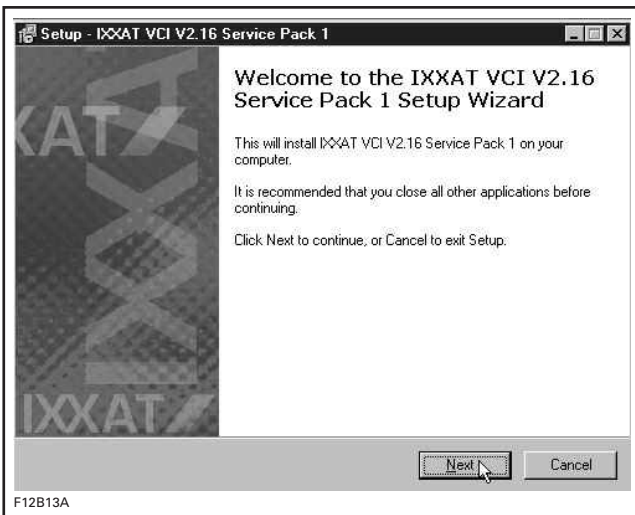 Setup - IXXAT VCI V2.16 Service Pack 1
Welcome to the IXXAT VCI V2.16
Service Pack 1 Setup Wizard
This will install IXXAT VCI V2.16 Service Pack 1 on your
computer.
It is recommended that you close all other applications before
continuing.
Click Next to continue, or Cancel to exit Setup.
XAT
IXXA
IXXAT
Next
Cancel
F12B13A